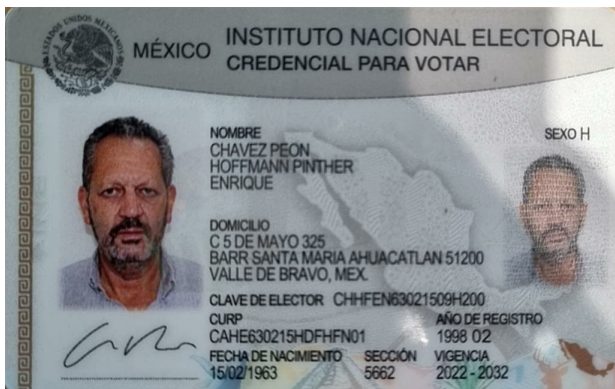 ESTADOS UNIDOS MEXICANOS
MÉXICO INSTITUTO NACIONAL ELECTORAL
CREDENCIAL PARA VOTAR
NOMBRE SEXO H
CHAVEZ PEON
HOFFMANN PINTHER
ENRIQUE
DOMICILIO
C 5 DE MAYO 325
BARR SANTA MARIA AHUACATLAN 51200
VALLE DE BRAVO, MEX.
CLAVE DE ELECTOR CHHFEN63021509H200
CURP AÑO DE REGISTRO
CAHE630215HDFHFN01 1998 02
FECHA DE NACIMIENTO SECCIÓN VIGENCIA
15/02/1963 5662 2022 - 2032